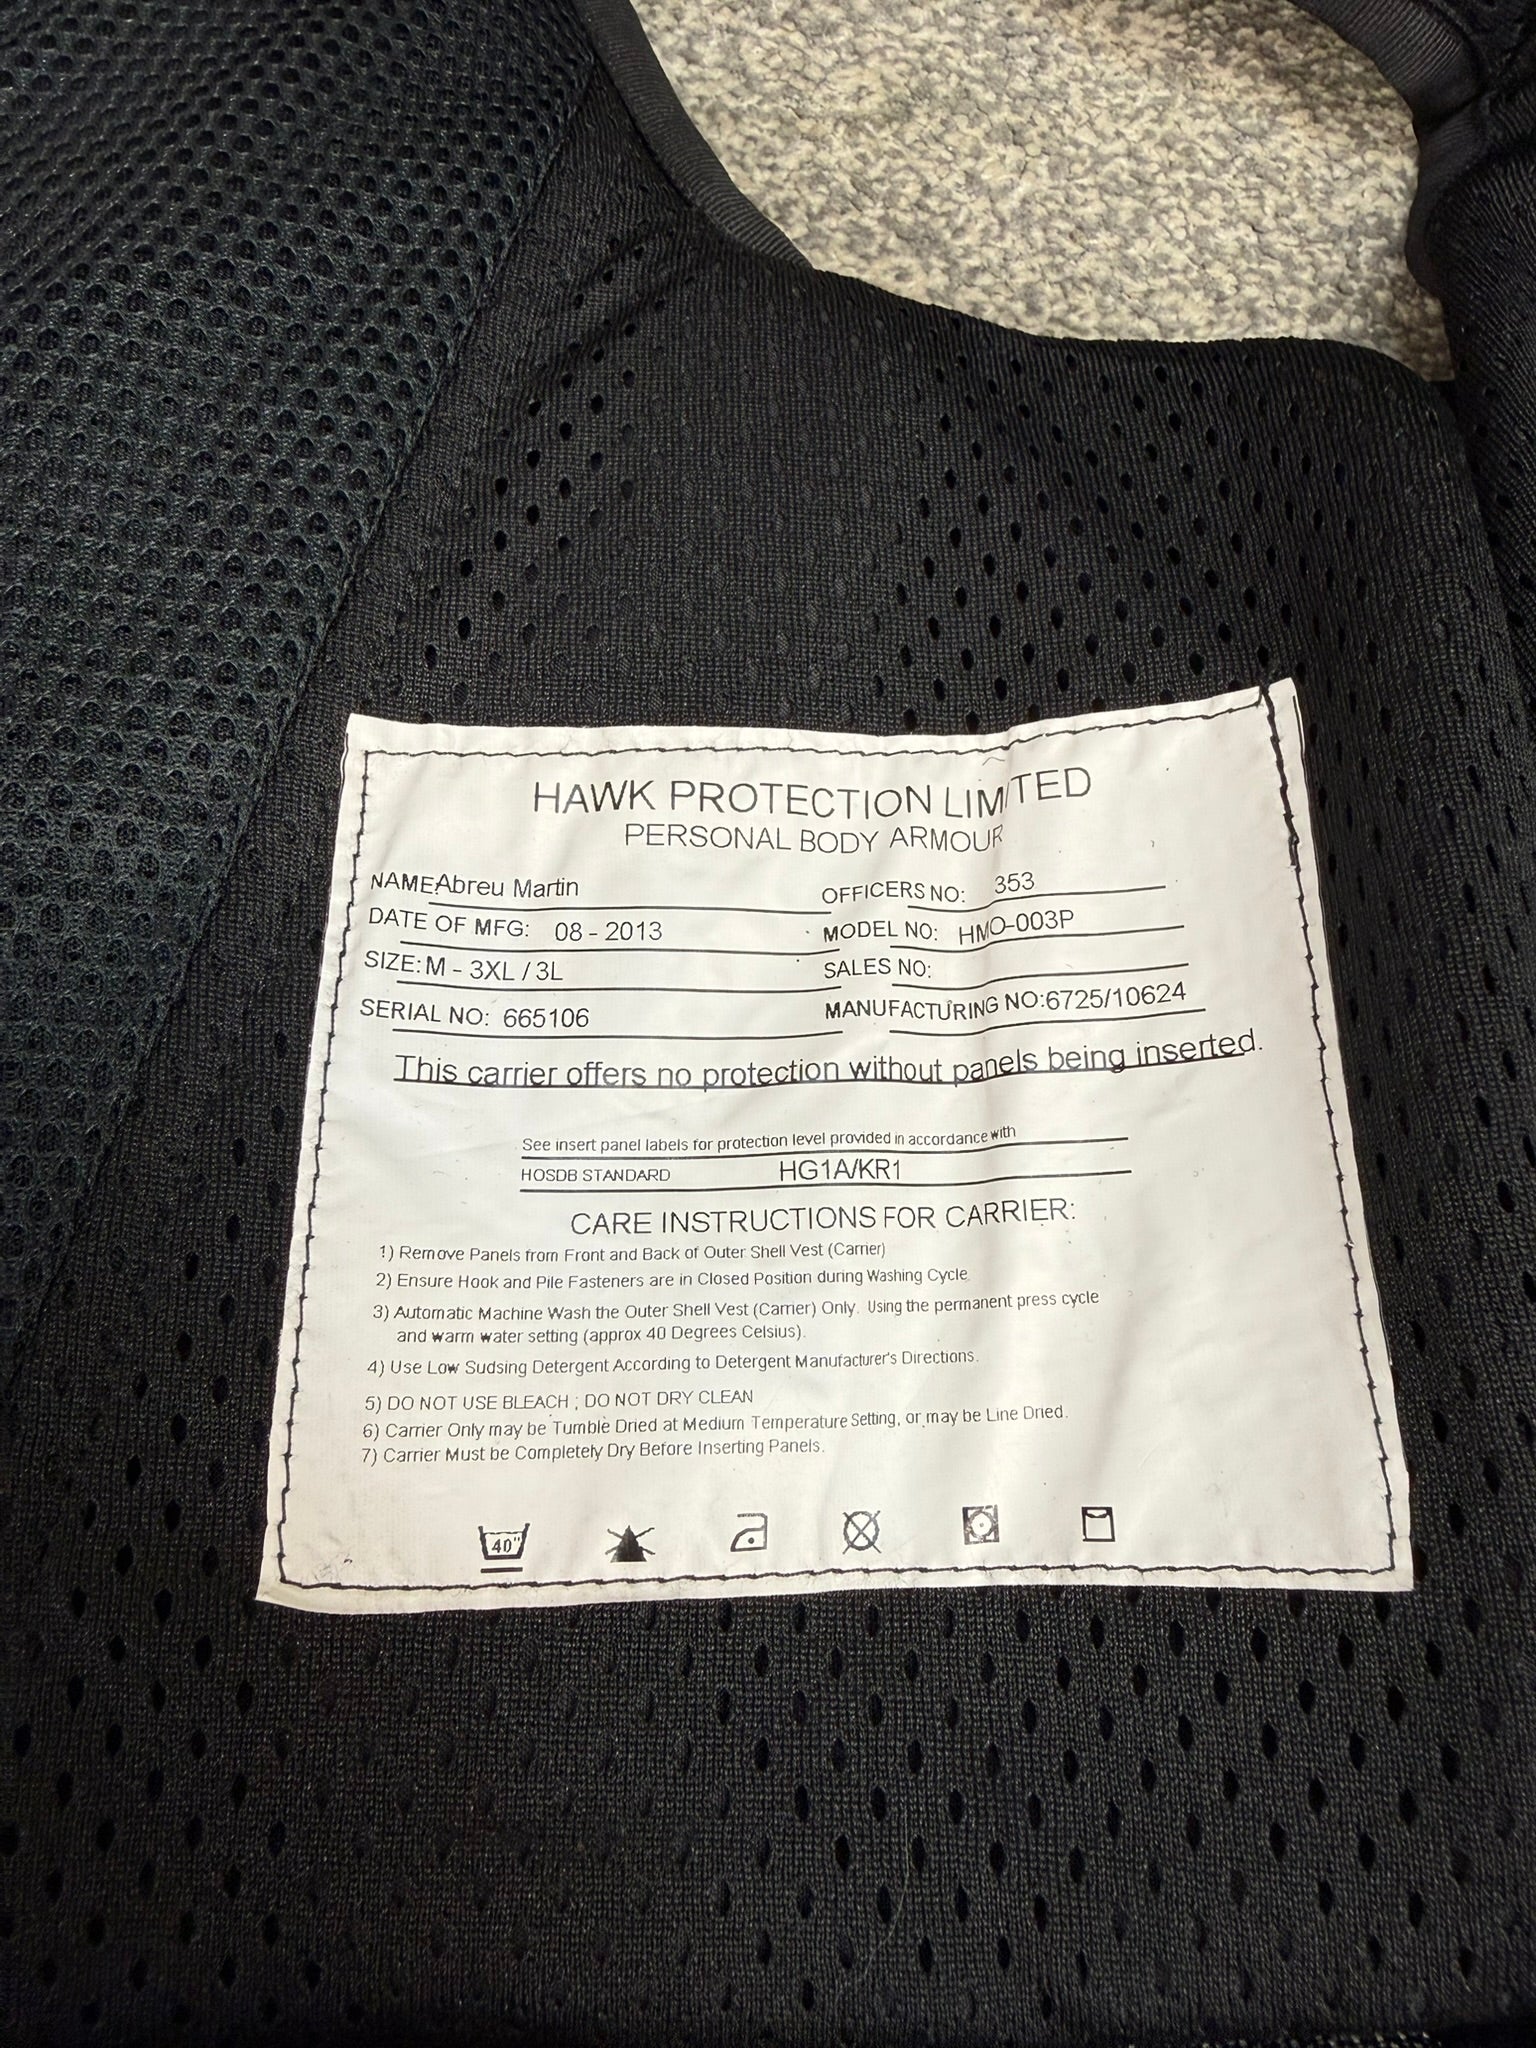 HAWK PROTECTION LIMITED
PERSONAL BODY ARMOUR
NAME: Abreu Martin OFFICERS NO: 353
DATE OF MFG: 08 - 2013 MODEL NO: HMO-003P
SIZE: M - 3XL / 3L SALES NO:
SERIAL NO: 665106 MANUFACTURING NO:6725/10624
This carrier offers no protection without panels being inserted.
See insert panel labels for protection level provided in accordance with
HOSDB STANDARD HG1A/KR1
CARE INSTRUCTIONS FOR CARRIER:
1) Remove Panels from Front and Back of Outer Shell Vest (Carrier)
2) Ensure Hook and Pile Fasteners are in Closed Position during Washing Cycle
3) Automatic Machine Wash the Outer Shell Vest (Carrier) Only. Using the permanent press cycle
and warm water setting (approx 40 Degrees Celsius).
4) Use Low Sudsing Detergent According to Detergent Manufacturer's Directions.
5) DO NOT USE BLEACH ; DO NOT DRY CLEAN
6) Carrier Only may be Tumble Dried at Medium Temperature Setting, or may be Line Dried.
7) Carrier Must be Completely Dry Before Inserting Panels.
40°